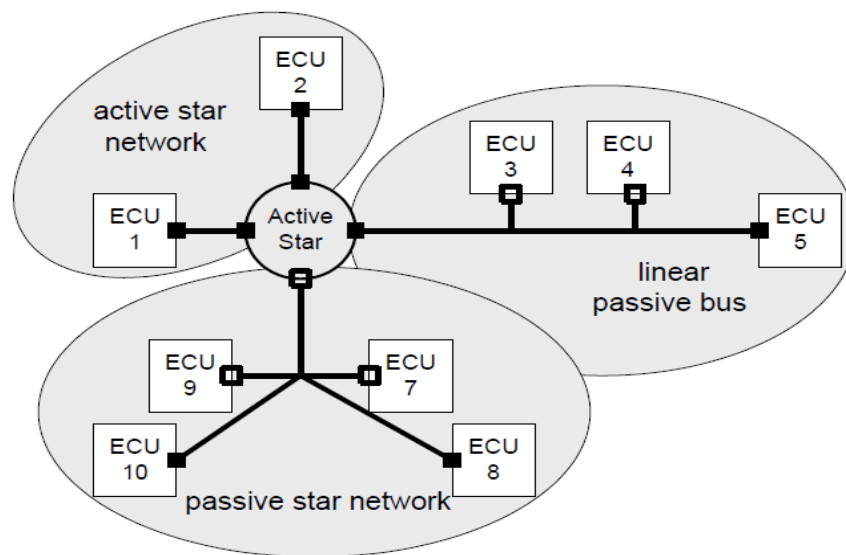 ECU
2
active star
network
ECU
1
Active
Star
ECU
3
ECU
4
ECU
5
linear
passive bus
ECU
9
ECU
7
ECU
10
ECU
8
passive star network